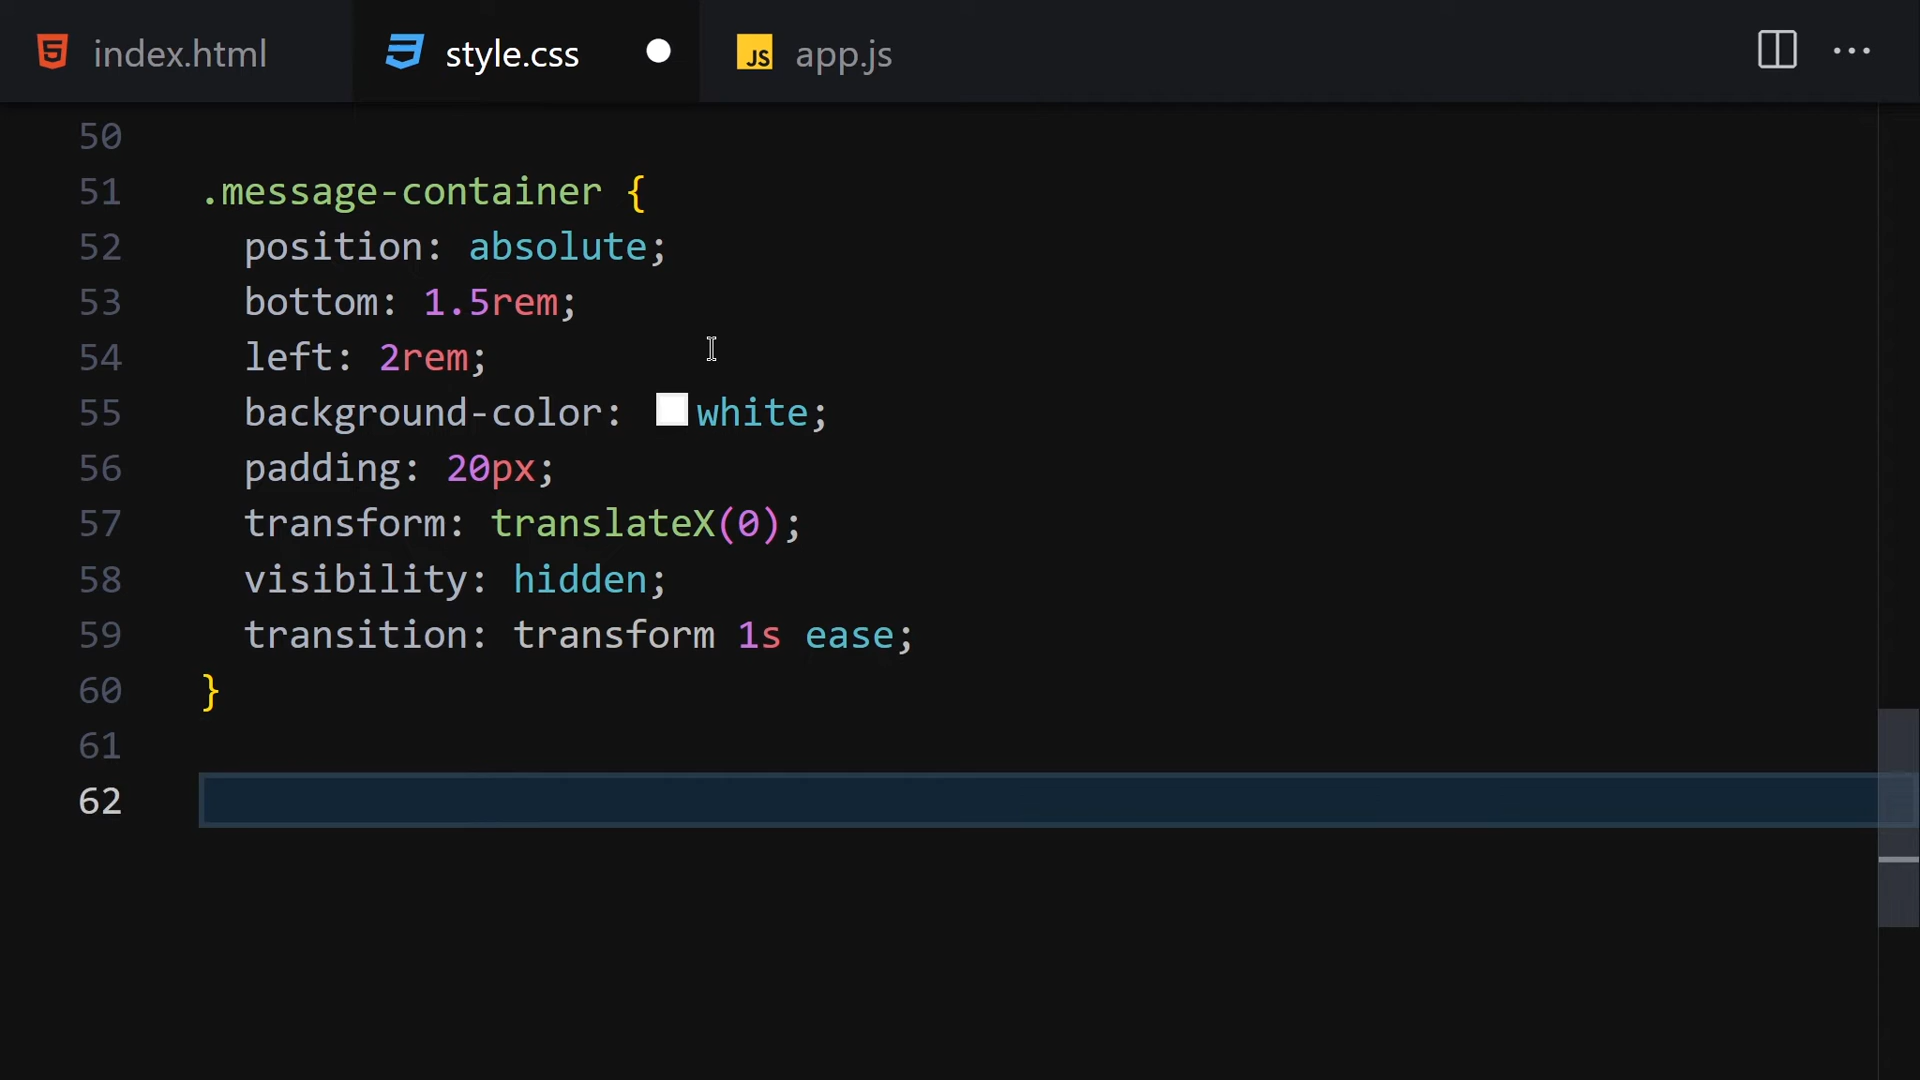 index.html style.css JS app.js
50
51 .message-container {
52 position: absolute;
53 bottom: 1.5rem;
54 left: 2rem;
55 background-color: white;
56 padding: 20px;
57 transform: translateX(0);
58 visibility: hidden;
59 transition: transform 1s ease;
60 }
61
62